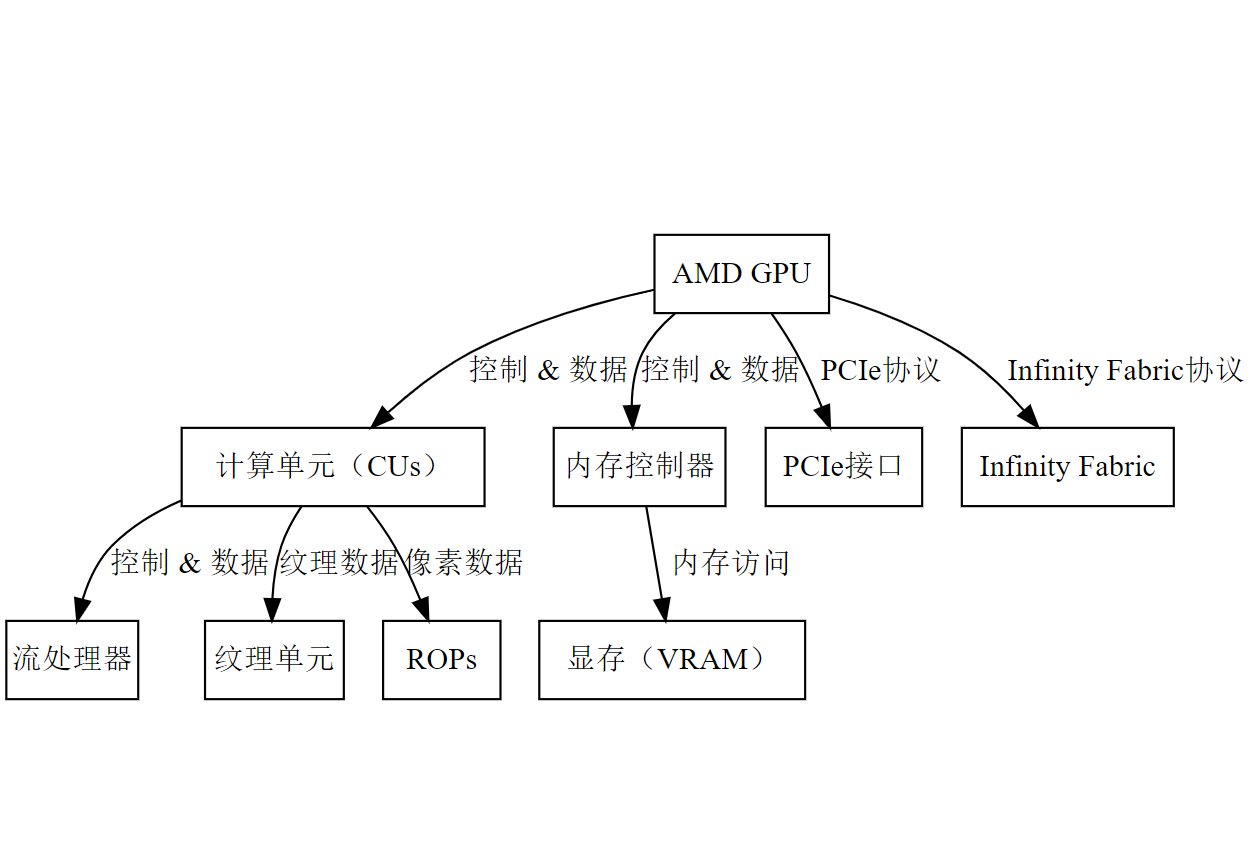 AMD GPU
控制 & 数据
控制 & 数据
PCIe协议
Infinity Fabric协议
计算单元（CUs）
内存控制器
PCIe接口
Infinity Fabric
控制 & 数据
纹理数据
像素数据
内存访问
流处理器
纹理单元
ROPs
显存（VRAM）